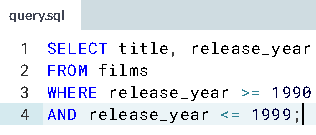 query.sql
1 SELECT title, release_year
2 FROM films
3 WHERE release_year >= 1990
4 AND release_year <= 1999;